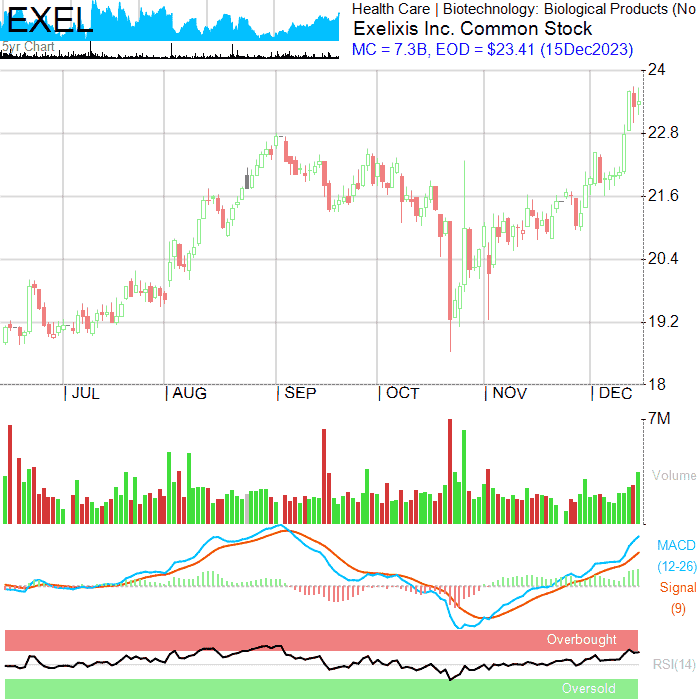 EXEL
5yr Chart
Health Care | Biotechnology: Biological Products (No
Exelixis Inc. Common Stock
MC = 7.3B, EOD = $23.41 (15Dec2023)
24
22.8
21.6
20.4
19.2
18
| JUL | AUG | SEP | OCT | NOV | DEC
7M
Volume
MACD
(12-26)
Signal
(9)
Overbought
RSI(14)
Oversold